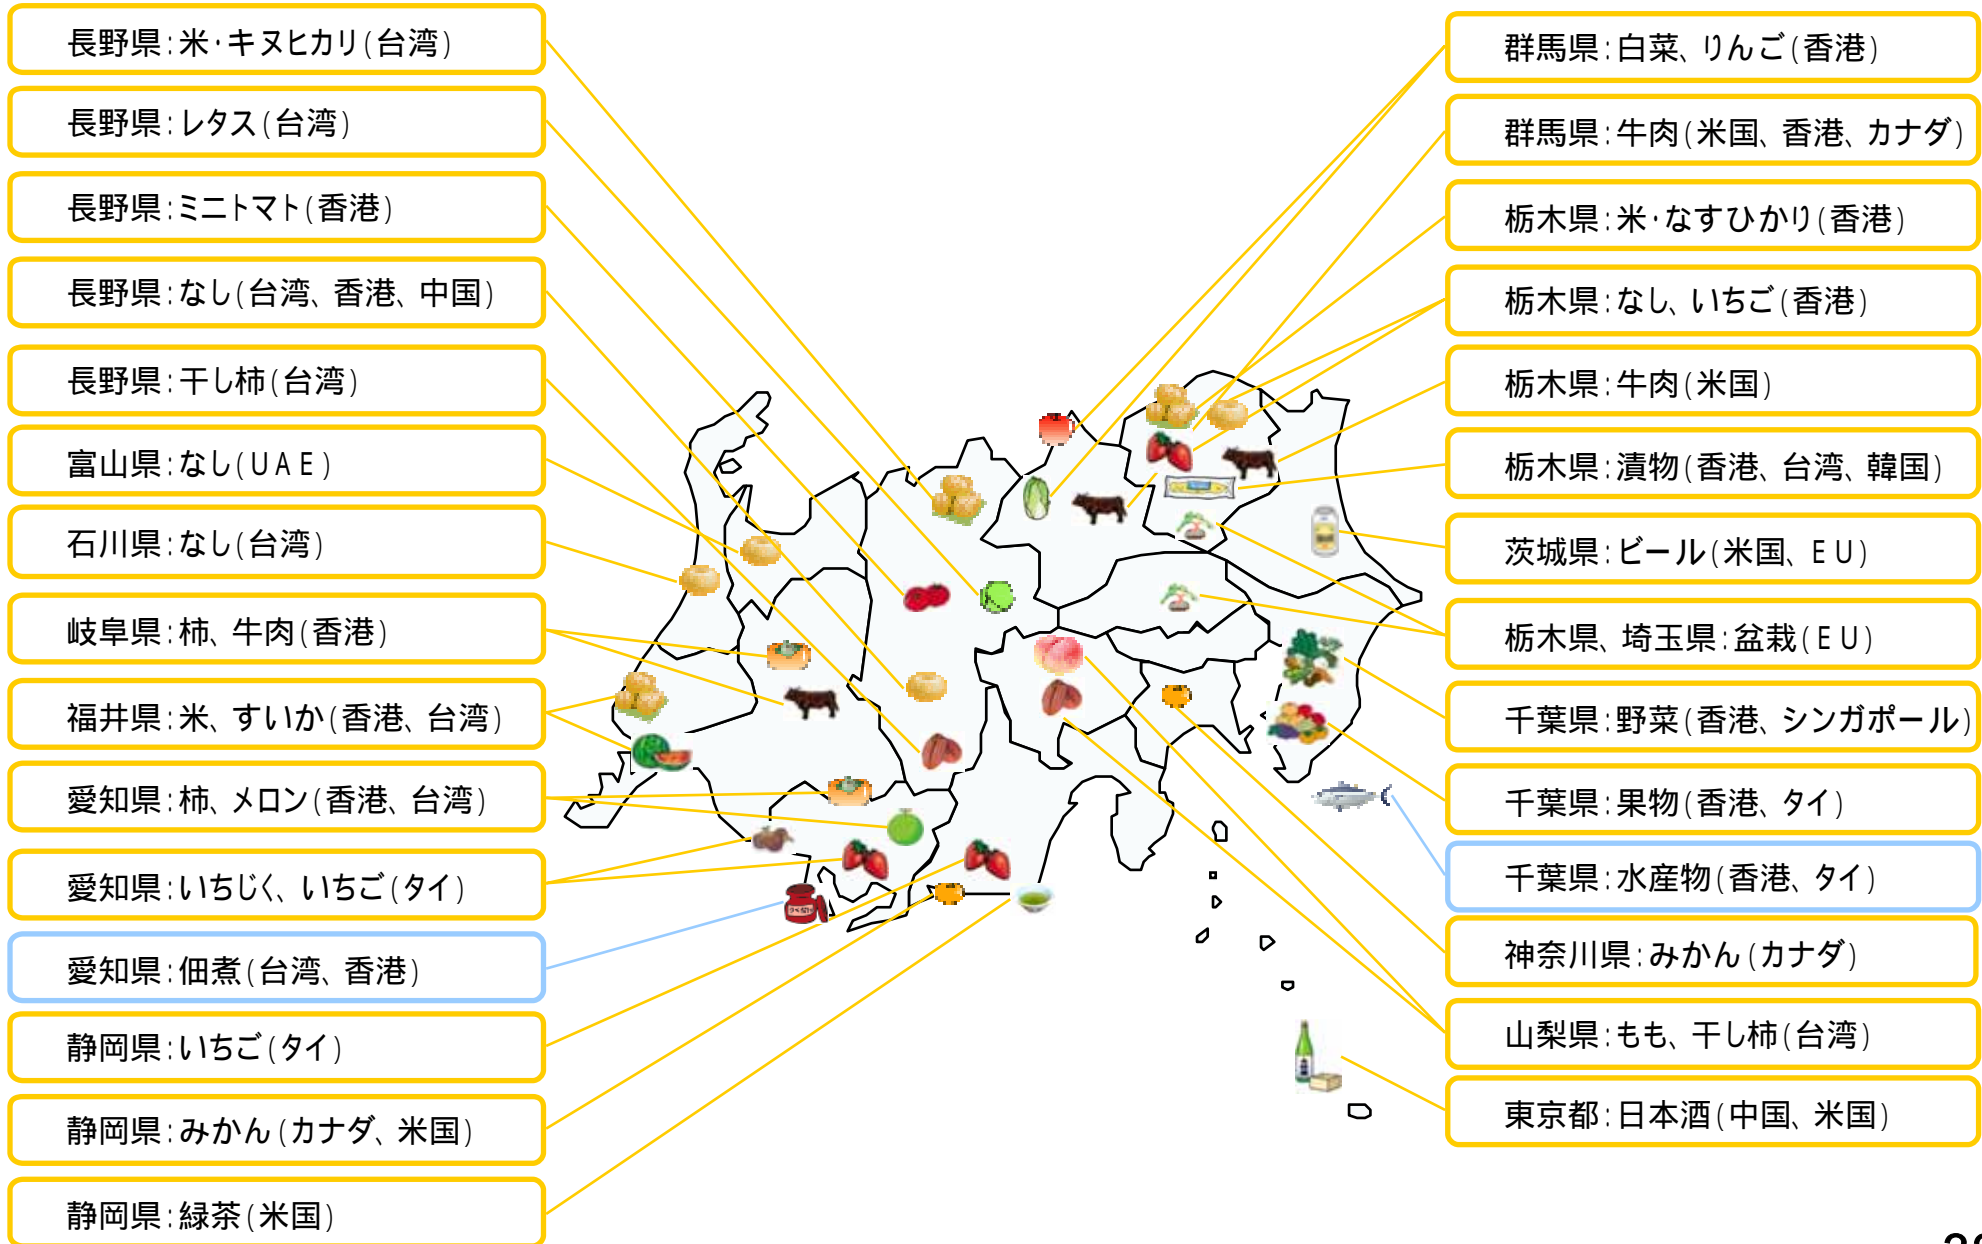 長野県:米・キヌヒカリ(台湾)
長野県:レタス(台湾)
長野県:ミニトマト(香港)
長野県:なし(台湾、香港、中国)
長野県:干し柿(台湾)
富山県:なし(UAE)
石川県:なし(台湾)
岐阜県:柿、牛肉(香港)
福井県:米、すいか(香港、台湾)
愛知県:柿、メロン(香港、台湾)
愛知県:いちじく、いちご(タイ)
愛知県:佃煮(台湾、香港)
静岡県:いちご(タイ)
静岡県:みかん(カナダ、米国)
静岡県:緑茶(米国)
群馬県:白菜、りんご(香港)
群馬県:牛肉(米国、香港、カナダ)
栃木県:米・なすひかり(香港)
栃木県:なし、いちご(香港)
栃木県:牛肉(米国)
栃木県:漬物(香港、台湾、韓国)
茨城県:ビール(米国、EU)
栃木県、埼玉県:盆栽(EU)
千葉県:野菜(香港、シンガポール)
千葉県:果物(香港、タイ)
千葉県:水産物(香港、タイ)
神奈川県:みかん(カナダ)
山梨県:もも、干し柿(台湾)
東京都:日本酒(中国、米国)